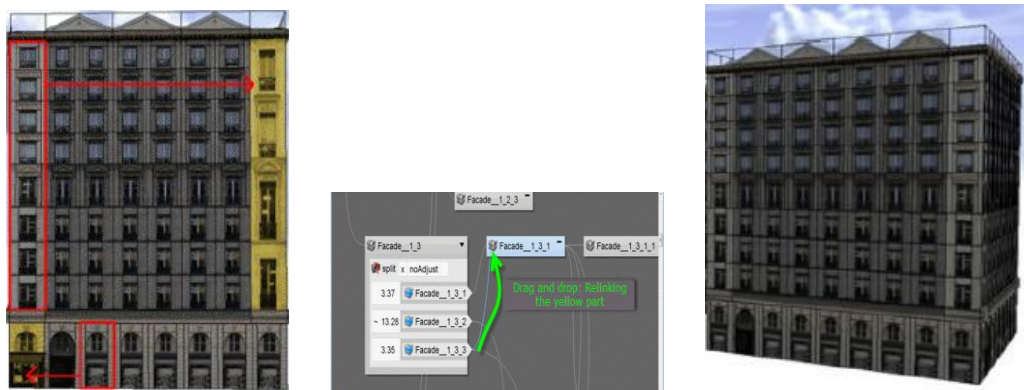 Facade__1_2_3
Facade__1_3
Facade__1_3_1
Facade__1_3_1_1
split x noAdjust
3.37 Facade__1_3_1
~ 13.28 Facade__1_3_2
3.35 Facade__1_3_3
Drag and drop: Relinking
the yellow part